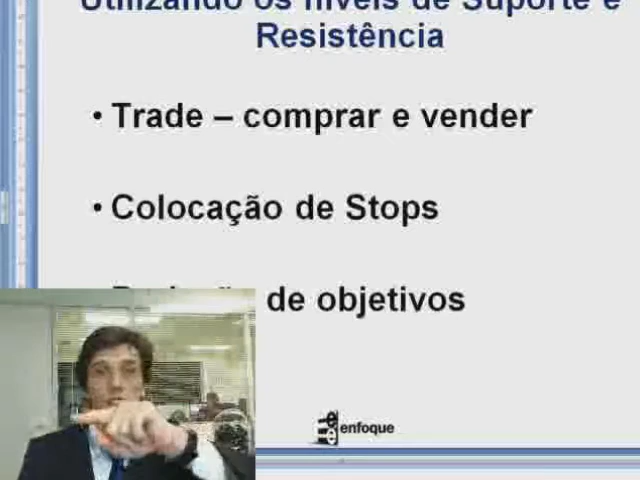 Utilizando os níveis de Suporte e
Resistência
• Trade – comprar e vender
• Colocação de Stops
de objetivos
enfoque